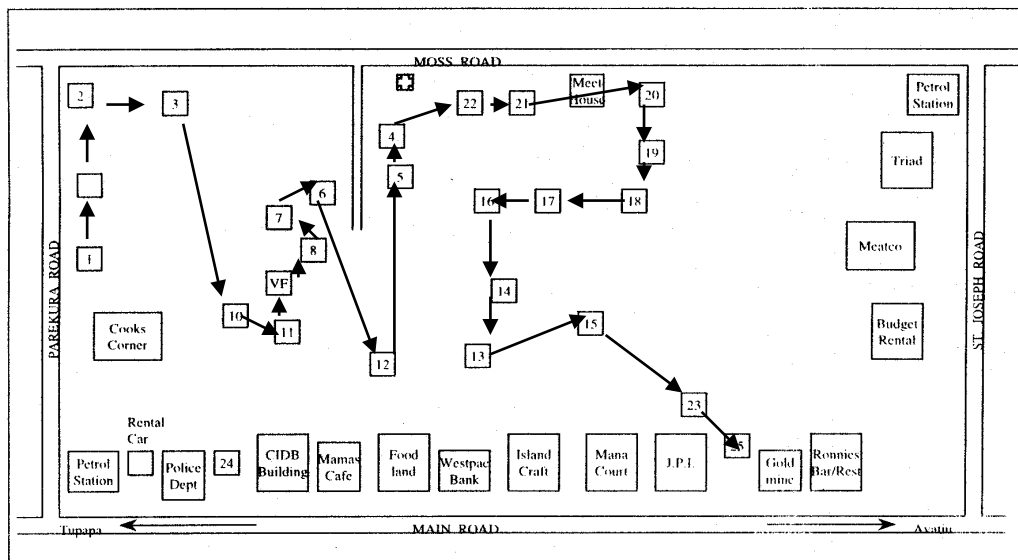 MOSS ROAD
2
3
4
22
21
Meet
House
20
Petrol
Station
5
19
Triad
6
7
16
17
18
8
1
VF
14
Meatco
PAREKURA ROAD
ST. JOSEPH ROAD
10
11
15
Cooks
Corner
Budget
Rental
12
13
23
Rental
Car
Petrol
Station
Police
Dept
24
CIDB
Building
Mamas
Cafe
Food
land
Westpac
Bank
Island
Craft
Mana
Court
J.P.I.
Gold
mine
Ronnies
Bar/Rest
Tupapa
MAIN ROAD